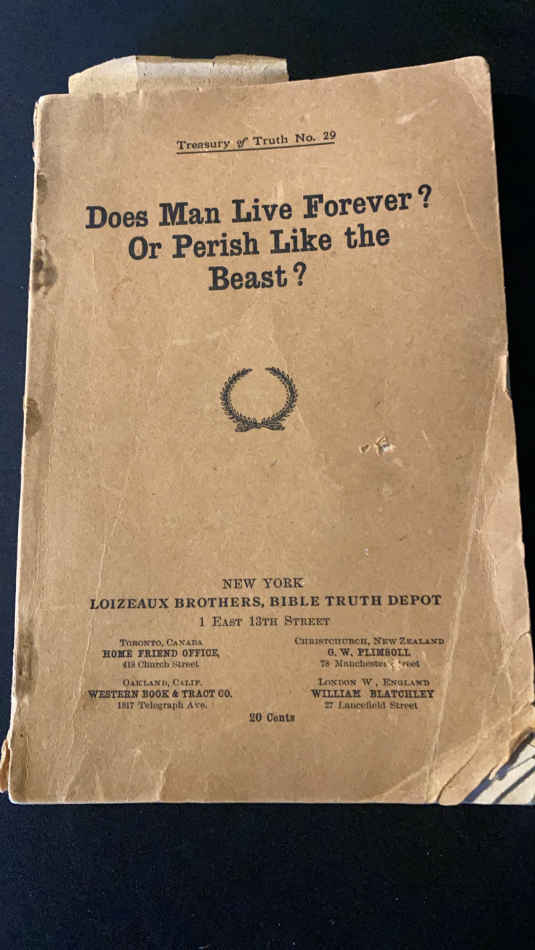 Treasury of Truth No. 29
Does Man Live Forever?
Or Perish Like the
Beast?
NEW YORK
LOIZEAUX BROTHERS, BIBLE TRUTH DEPOT
1 EAST 13TH STREET
TORONTO, CANADA
HOME FRIEND OFFICE,
418 Church Street
CHRISTCHURCH, NEW ZEALAND
G. W. PLIMSOLL
78 Manchester Street
OAKLAND, CALIF.
WESTERN BOOK & TRACT CO.
1817 Telegraph Ave.
LONDON W, ENGLAND
WILLIAM BLATCHLEY
27 Lancefield Street
20 Cents